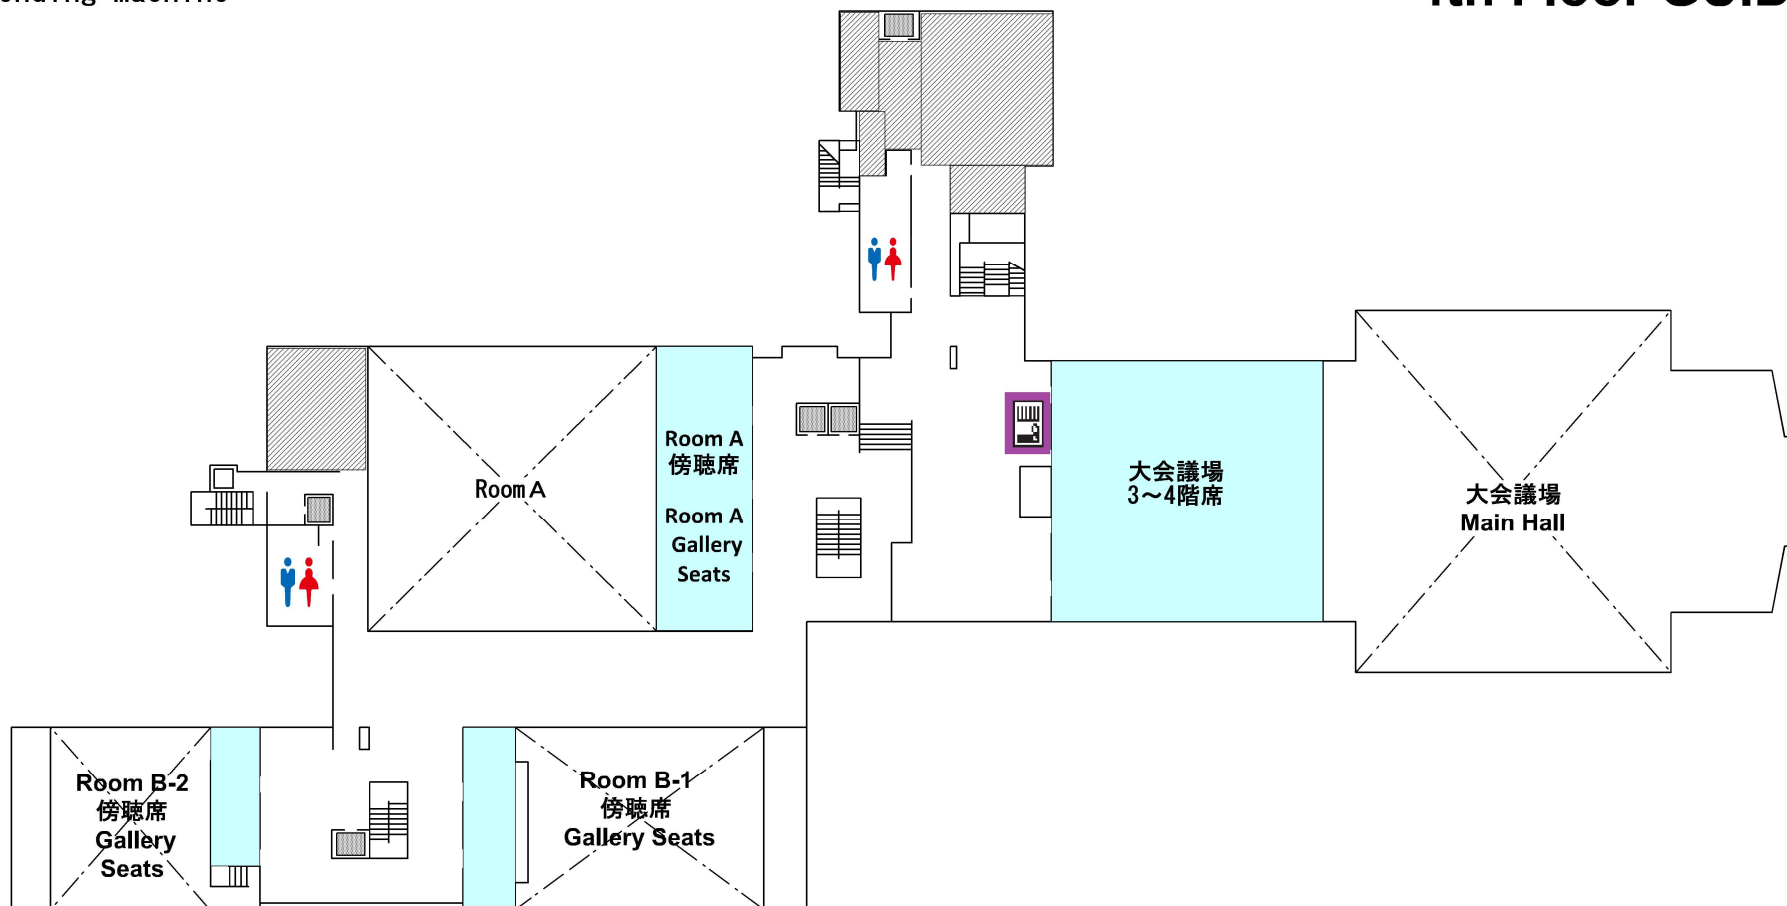 Room A
傍聴席
Room A
Gallery
Seats
Room A
大会議場
3～4階席
大会議場
Main Hall
Room B-2
傍聴席
Gallery
Seats
Room B-1
傍聴席
Gallery Seats